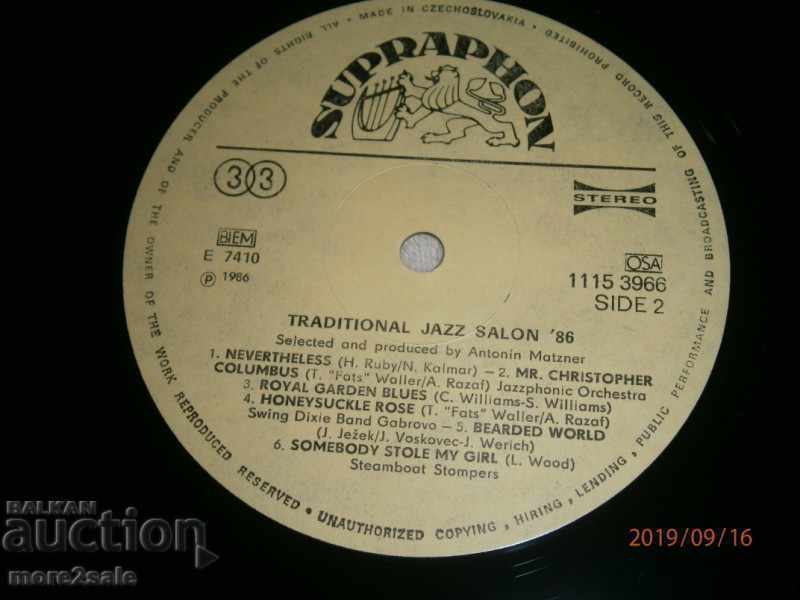 ALL RIGHTS OF THE PRODUCER AND OF THE OWNER OF THE WORK REPRODUCED RESERVED • UNAUTHORIZED COPYING, HIRING, LENDING, PUBLIC PERFORMANCE AND BROADCASTING OF THIS RECORD PROHIBITED • MADE IN CZECHOSLOVAKIA •
SUPRAPHON
33
STEREO
BIEM
E 7410
℗ 1986
OSA
1115 3966
SIDE 2
TRADITIONAL JAZZ SALON '86
Selected and produced by Antonín Matzner
1. NEVERTHELESS (H. Ruby/N. Kalmar) – 2. MR. CHRISTOPHER
COLUMBUS (T. "Fats" Waller/A. Razaf) Jazzphonic Orchestra
3. ROYAL GARDEN BLUES (C. Williams-S. Williams)
4. HONEYSUCKLE ROSE (T. "Fats" Waller/A. Razaf)
Swing Dixie Band Gabrovo – 5. BEARDED WORLD
(J. Ježek/J. Voskovec-J. Werich)
6. SOMEBODY STOLE MY GIRL (L. Wood)
Steamboat Stompers
2019/09/16
BALKAN
auction
more2sale